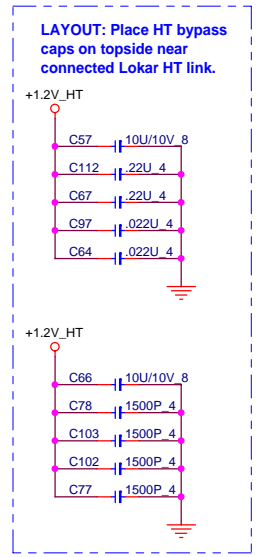 LAYOUT: Place HT bypass
caps on topside near
connected Lokar HT link.
+1.2V_HT
C57 10U/10V_8
C112 .22U_4
C67 .22U_4
C97 .022U_4
C64 .022U_4
+1.2V_HT
C66 10U/10V_8
C78 1500P_4
C103 1500P_4
C102 1500P_4
C77 1500P_4